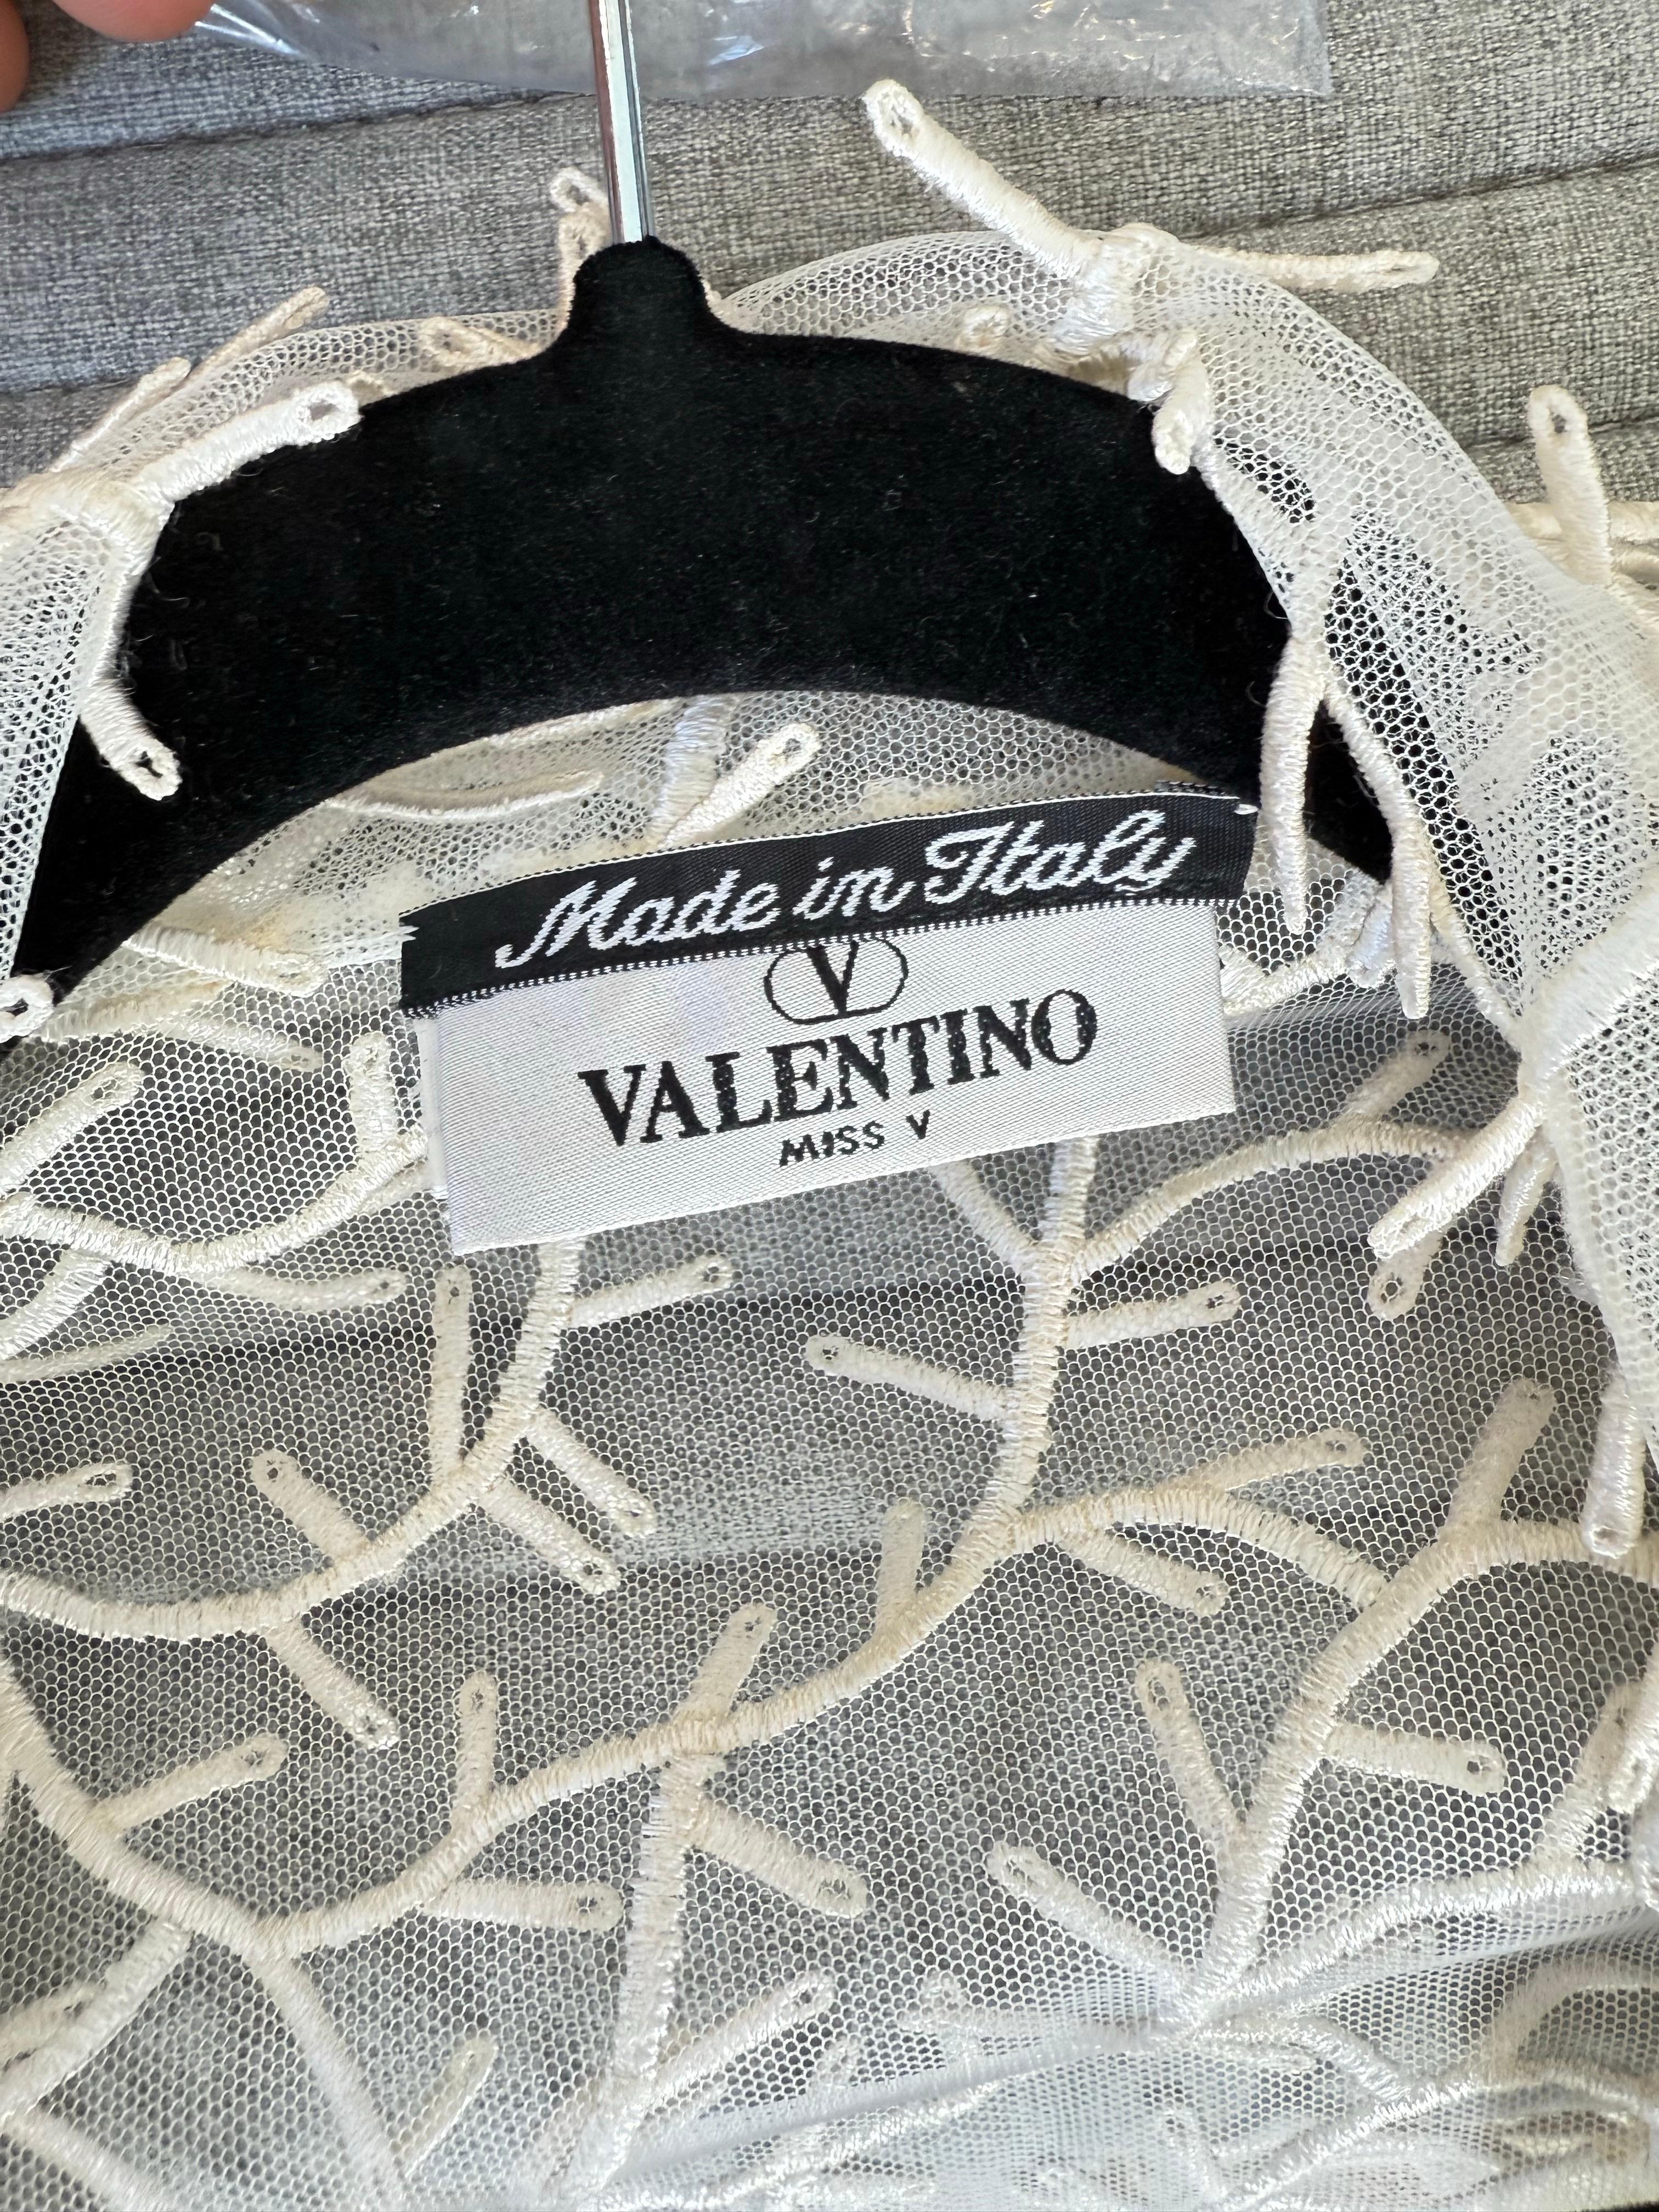 Made in Italy
V
VALENTINO
MISS V